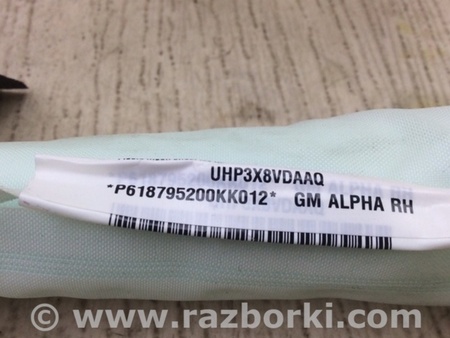 UHP3X8VDAAQ
*P618795200KK012* GM ALPHA RH
© www.razborki.com